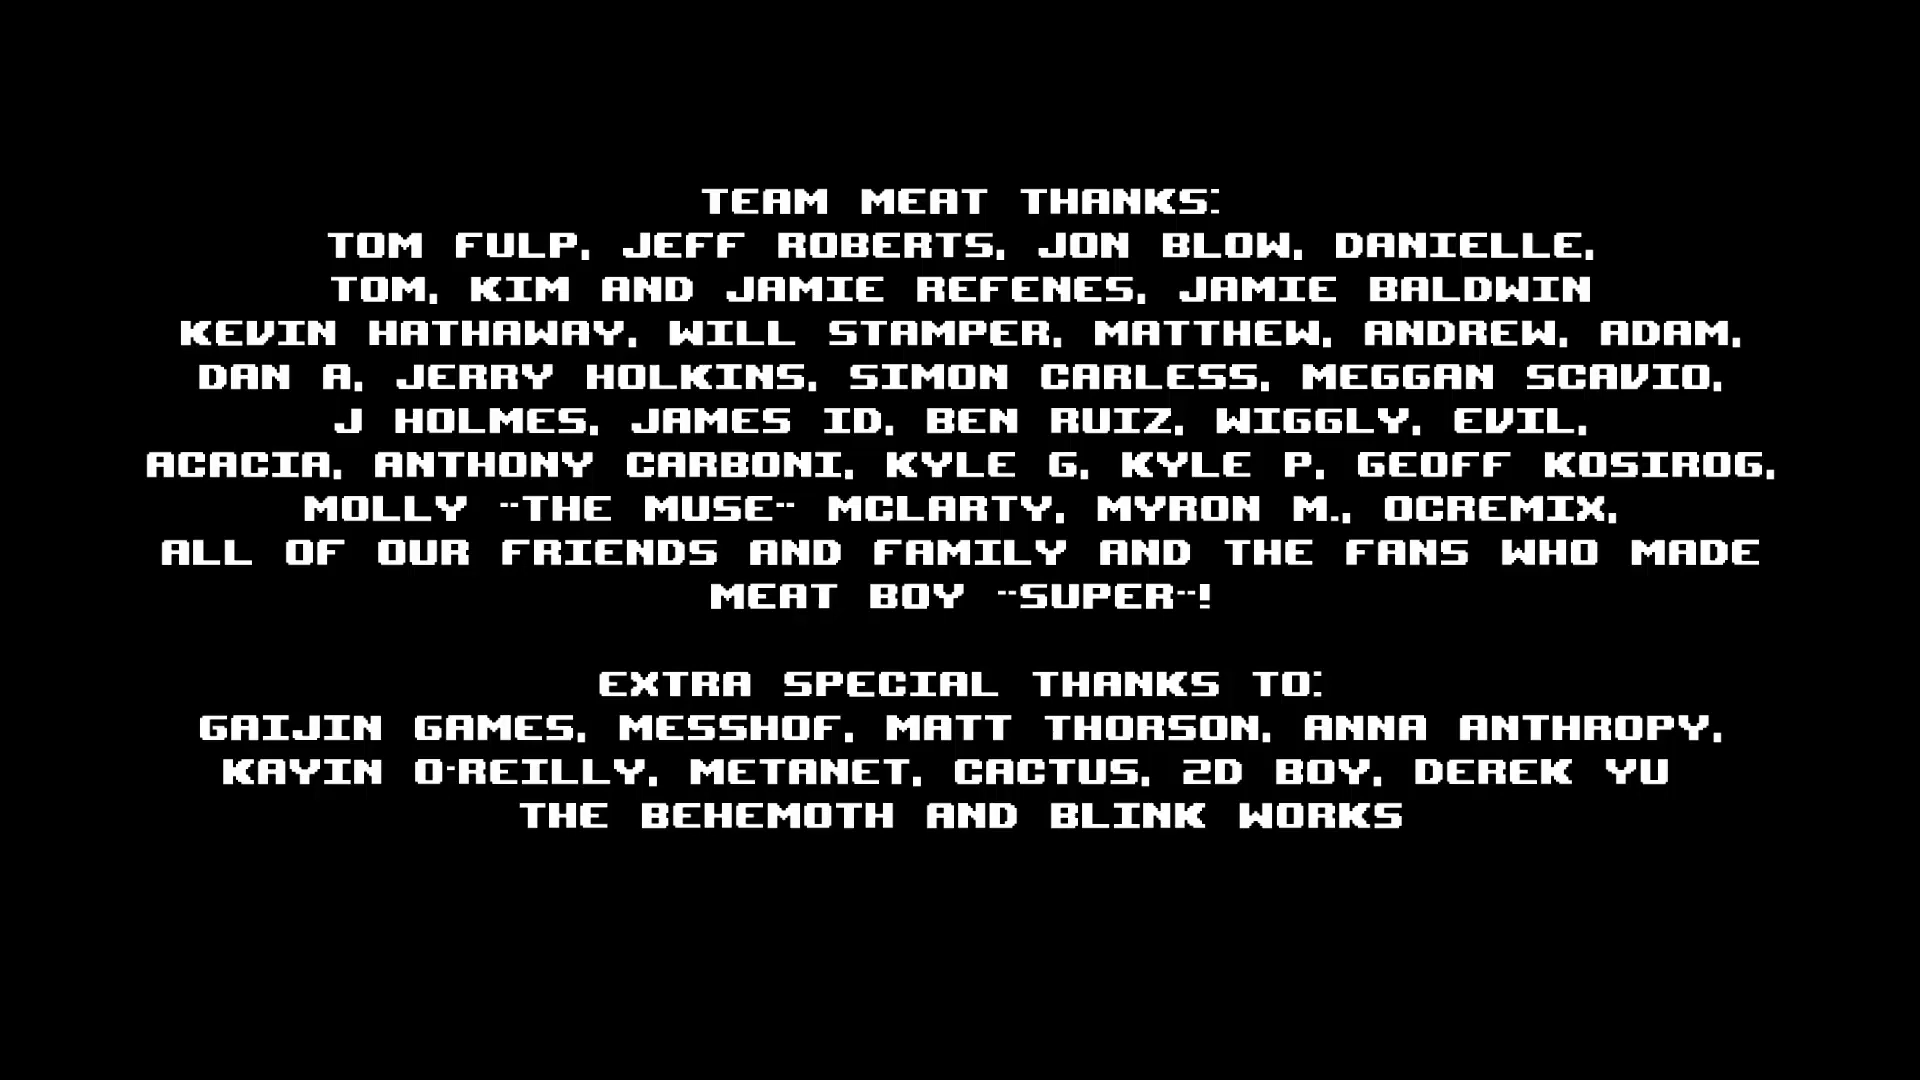 TEAM MEAT THANKS:
TOM FULP, JEFF ROBERTS, JON BLOW, DANIELLE,
TOM, KIM AND JAMIE REFENES, JAMIE BALDWIN
KEVIN HATHAWAY, WILL STAMPER, MATTHEW, ANDREW, ADAM,
DAN A, JERRY HOLKINS, SIMON CARLESS, MEGGAN SCAVIO,
J HOLMES, JAMES ID, BEN RUIZ, WIGGLY, EVIL,
ACACIA, ANTHONY CARBONI, KYLE G, KYLE P, GEOFF KOSIROG,
MOLLY --THE MUSE-- MCLARTY, MYRON M., OCREMIX,
ALL OF OUR FRIENDS AND FAMILY AND THE FANS WHO MADE
MEAT BOY --SUPER--!
EXTRA SPECIAL THANKS TO:
GAIJIN GAMES, MESSHOF, MATT THORSON, ANNA ANTHROPY,
KAYIN O-REILLY, METANET, CACTUS, 2D BOY, DEREK YU
THE BEHEMOTH AND BLINK WORKS